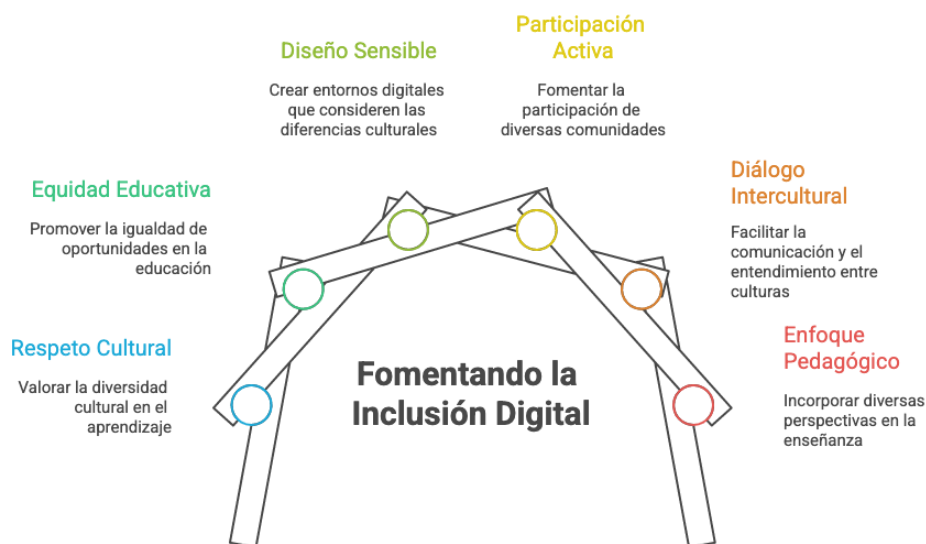 Participación
Activa
Diseño Sensible
Crear entornos digitales
que consideren las
diferencias culturales
Fomentar la
participación de
diversas comunidades
Equidad Educativa
Promover la igualdad de
oportunidades en la
educación
Diálogo
Intercultural
Facilitar la
comunicación y el
entendimiento entre
culturas
Respeto Cultural
Valorar la diversidad
cultural en el
aprendizaje
Fomentando la
Inclusión Digital
Enfoque
Pedagógico
Incorporar diversas
perspectivas en la
enseñanza